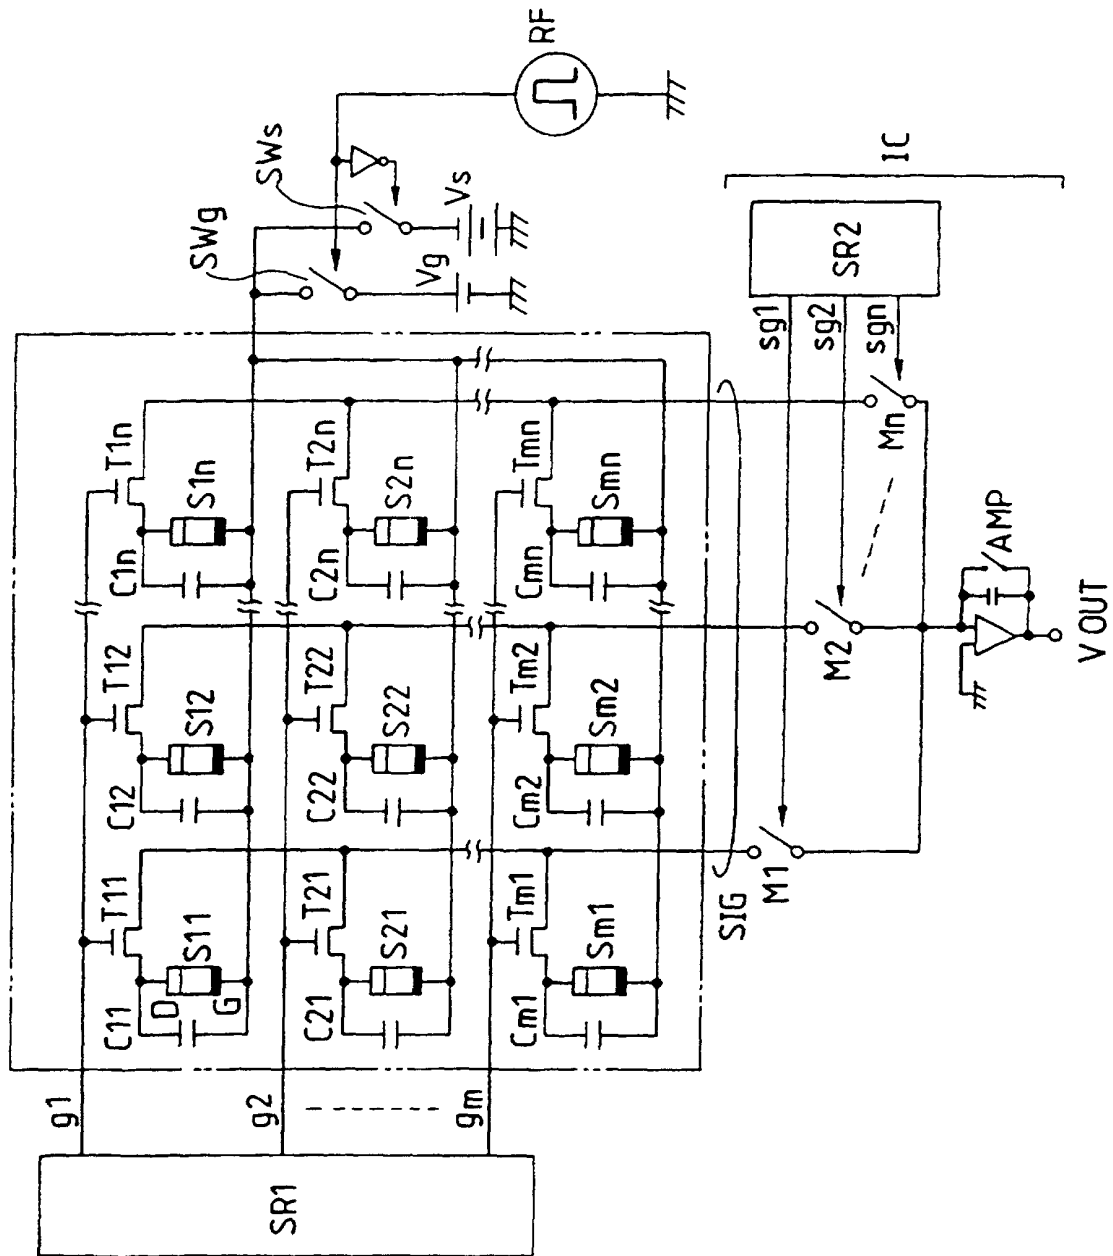 SR1
g1
g2
gm
C11
D
G
S11
T11
C12
S12
T12
C1n
S1n
T1n
C21
S21
T21
C22
S22
T22
C2n
S2n
T2n
Cm1
Sm1
Tm1
Cm2
Sm2
Tm2
Cmn
Smn
Tmn
SWg
SWs
Vg
Vs
RF
SIG
M1
M2
Mn
sg1
sg2
sgn
SR2
IC
AMP
V OUT